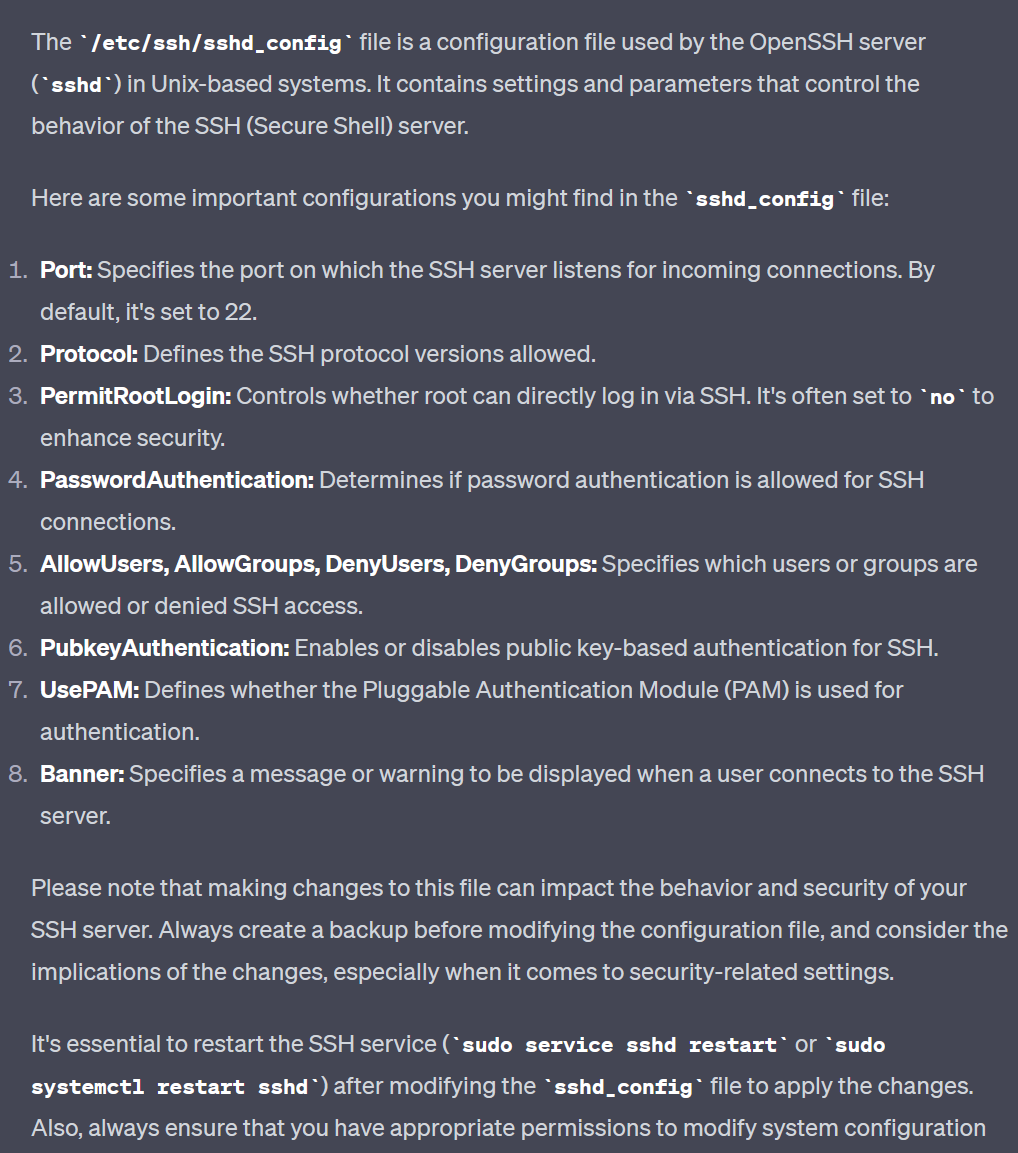 The `/etc/ssh/sshd_config` file is a configuration file used by the OpenSSH server
(`sshd`) in Unix-based systems. It contains settings and parameters that control the
behavior of the SSH (Secure Shell) server.
Here are some important configurations you might find in the `sshd_config` file:
1. Port: Specifies the port on which the SSH server listens for incoming connections. By
default, it's set to 22.
2. Protocol: Defines the SSH protocol versions allowed.
3. PermitRootLogin: Controls whether root can directly log in via SSH. It's often set to `no` to
enhance security.
4. PasswordAuthentication: Determines if password authentication is allowed for SSH
connections.
5. AllowUsers, AllowGroups, DenyUsers, DenyGroups: Specifies which users or groups are
allowed or denied SSH access.
6. PubkeyAuthentication: Enables or disables public key-based authentication for SSH.
7. UsePAM: Defines whether the Pluggable Authentication Module (PAM) is used for
authentication.
8. Banner: Specifies a message or warning to be displayed when a user connects to the SSH
server.
Please note that making changes to this file can impact the behavior and security of your
SSH server. Always create a backup before modifying the configuration file, and consider the
implications of the changes, especially when it comes to security-related settings.
It's essential to restart the SSH service (`sudo service sshd restart` or `sudo
systemctl restart sshd`) after modifying the `sshd_config` file to apply the changes.
Also, always ensure that you have appropriate permissions to modify system configuration